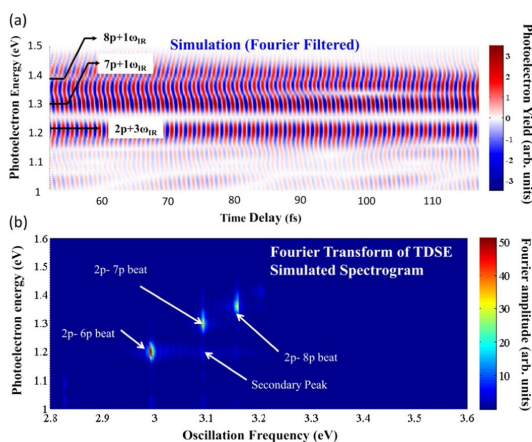 (a)
8p+1ωIR
7p+1ωIR
2p+3ωIR
Simulation (Fourier Filtered)
Photoelectron Energy (eV)
1.5
1.4
1.3
1.2
1.1
1
60
70
80
90
100
110
Time Delay (fs)
3
2
1
0
-1
-2
-3
Photoelectron Yield (arb. units)
(b)
Fourier Transform of TDSE
Simulated Spectrogram
2p- 7p beat
2p- 6p beat
2p- 8p beat
Secondary Peak
Photoelectron energy (eV)
1.6
1.5
1.4
1.3
1.2
1.1
1
2.8
2.9
3
3.1
3.2
3.3
3.4
3.5
3.6
Oscillation Frequency (eV)
50
40
30
20
10
0
Fourier amplitude (arb. units)